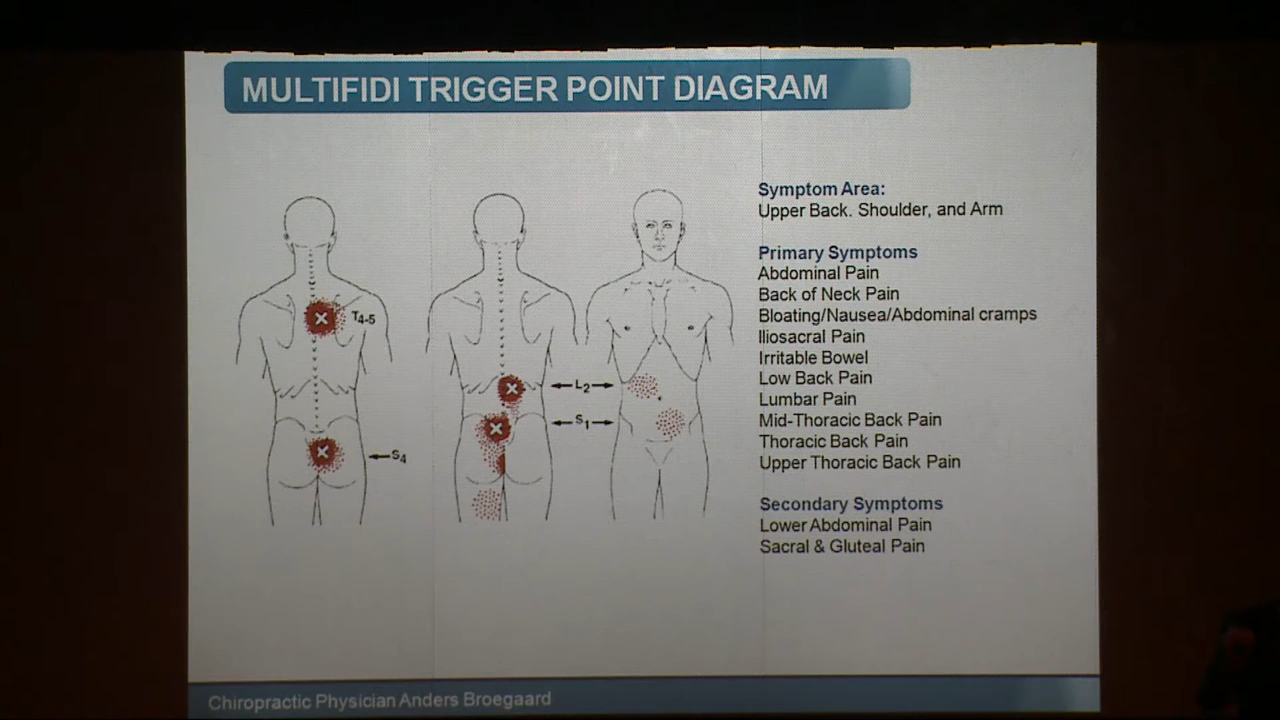 MULTIFIDI TRIGGER POINT DIAGRAM
T4-5
S4
L2
S1
Symptom Area:
Upper Back. Shoulder, and Arm
Primary Symptoms
Abdominal Pain
Back of Neck Pain
Bloating/Nausea/Abdominal cramps
Iliosacral Pain
Irritable Bowel
Low Back Pain
Lumbar Pain
Mid-Thoracic Back Pain
Thoracic Back Pain
Upper Thoracic Back Pain
Secondary Symptoms
Lower Abdominal Pain
Sacral & Gluteal Pain
Chiropractic Physician Anders Broegaard